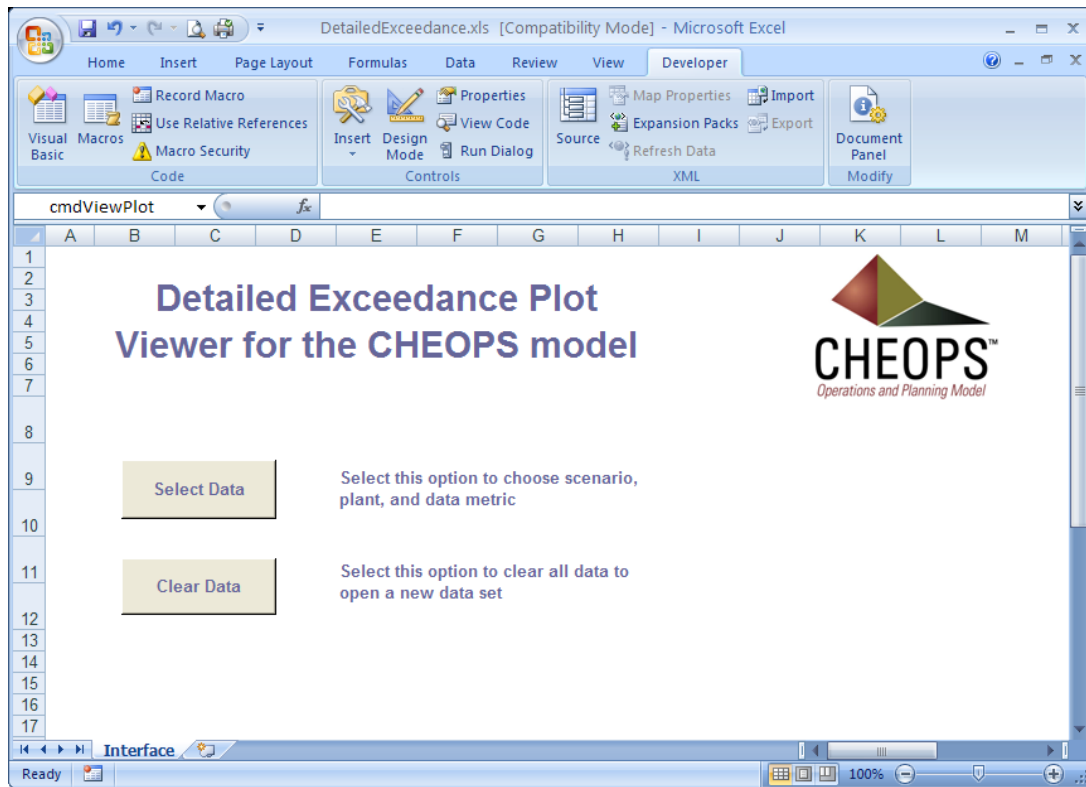 DetailedExceedance.xls [Compatibility Mode] - Microsoft Excel
Home Insert Page Layout Formulas Data Review View Developer
Visual Basic
Macros
Record Macro
Use Relative References
Macro Security
Code
Insert
Design Mode
Properties
View Code
Run Dialog
Controls
Source
Map Properties
Expansion Packs
Refresh Data
Import
Export
XML
Document Panel
Modify
cmdViewPlot
fx
A B C D E F G H I J K L M
1
2
3
4
5
6
7
8
9
10
11
12
13
14
15
16
17
Detailed Exceedance Plot
Viewer for the CHEOPS model
CHEOPS™
Operations and Planning Model
Select Data
Select this option to choose scenario,
plant, and data metric
Clear Data
Select this option to clear all data to
open a new data set
Interface
Ready
100%